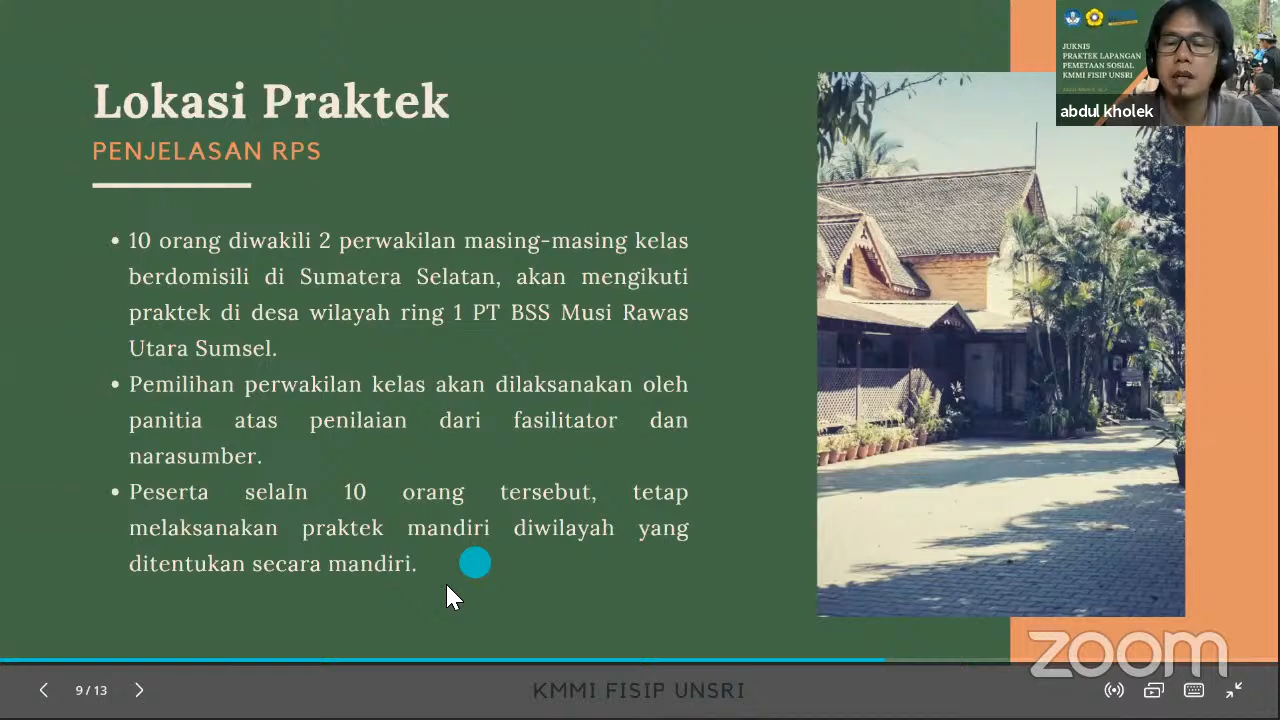 Lokasi Praktek
PENJELASAN RPS
• 10 orang diwakili 2 perwakilan masing-masing kelas
berdomisili di Sumatera Selatan, akan mengikuti
praktek di desa wilayah ring 1 PT BSS Musi Rawas
Utara Sumsel.
• Pemilihan perwakilan kelas akan dilaksanakan oleh
panitia atas penilaian dari fasilitator dan
narasumber.
• Peserta selaIn 10 orang tersebut, tetap
melaksanakan praktek mandiri diwilayah yang
ditentukan secara mandiri.
JUKNIS
PRAKTEK LAPANGAN
PEMETAAN SOSIAL
KMMI FISIP UNSRI
abdul kholek
zoom
9 / 13
KMMI FISIP UNSRI